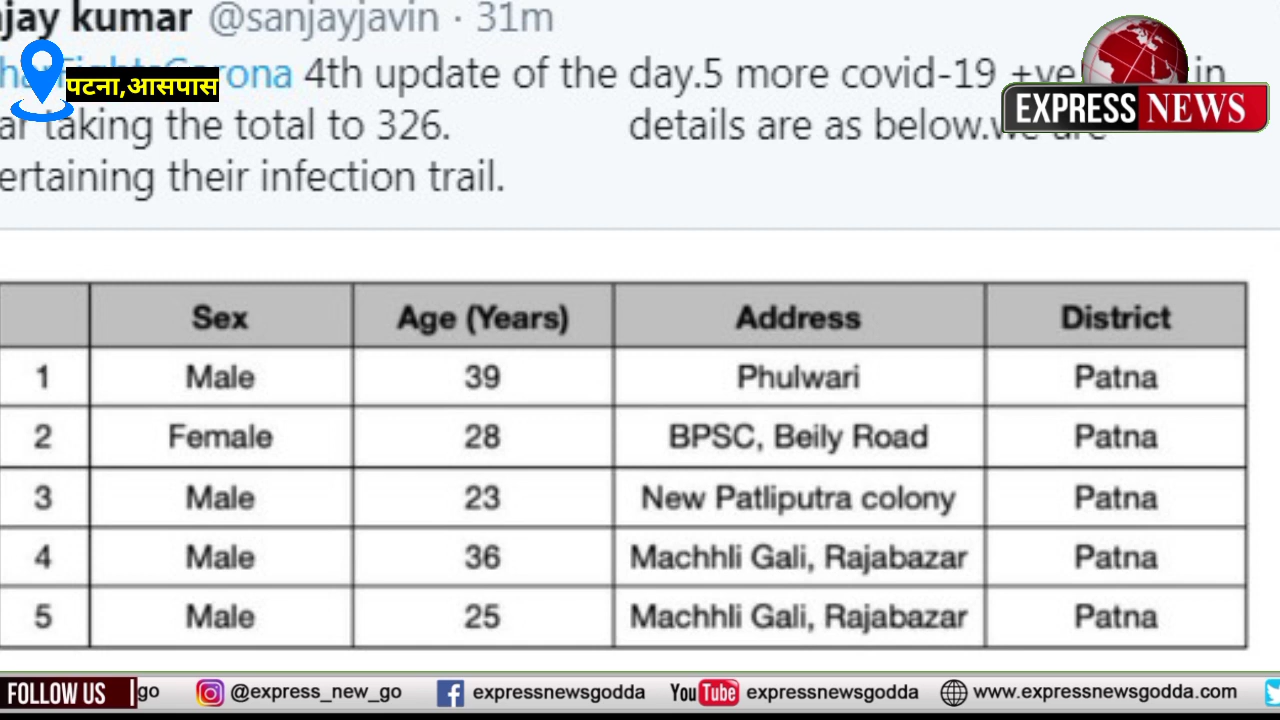 jay kumar @sanjayjavin · 31m
Corona 4th update of the day.5 more covid-19 +ve in
पटना,आसपास
EXPRESS NEWS
ar taking the total to 326. details are as below.we are
ertaining their infection trail.
Sex Age (Years) Address District
1 Male 39 Phulwari Patna
2 Female 28 BPSC, Beily Road Patna
3 Male 23 New Patliputra colony Patna
4 Male 36 Machhli Gali, Rajabazar Patna
5 Male 25 Machhli Gali, Rajabazar Patna
FOLLOW US go @express_new_go expressnewsgodda YouTube expressnewsgodda www.expressnewsgodda.com